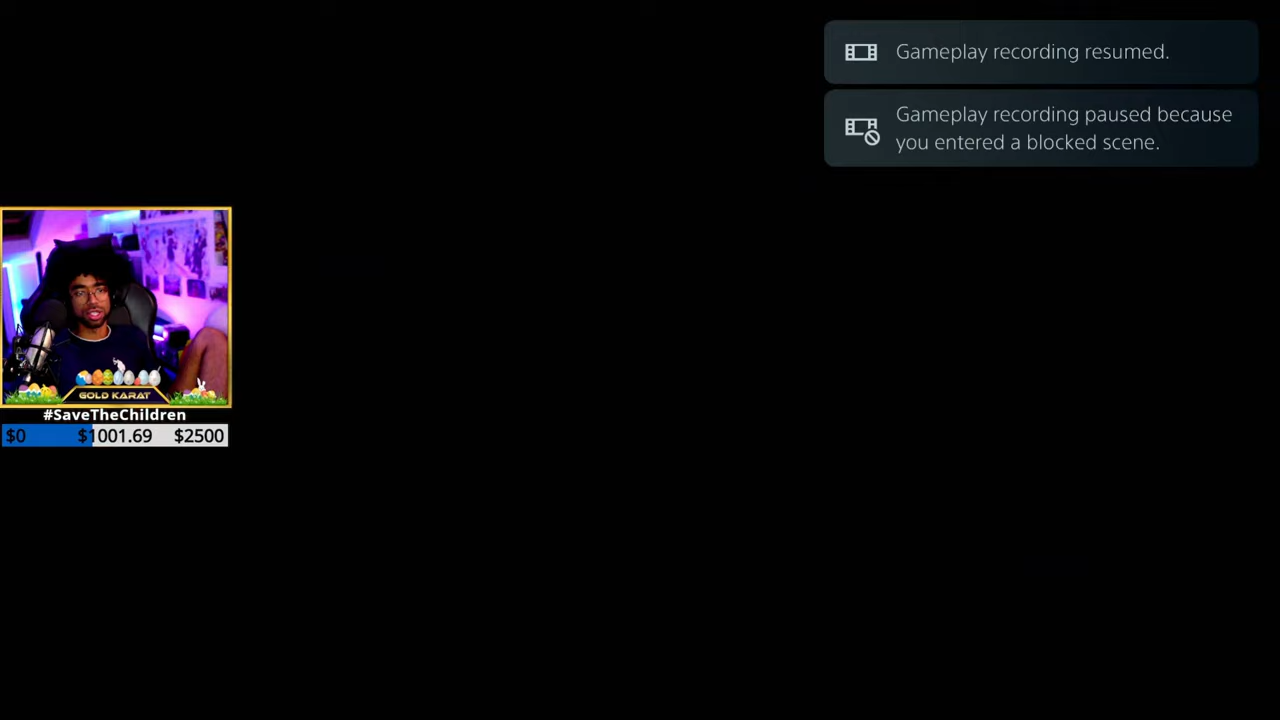 Gameplay recording resumed.
Gameplay recording paused because
you entered a blocked scene.
GOLD KARAT
#SaveTheChildren
$0 $1001.69 $2500